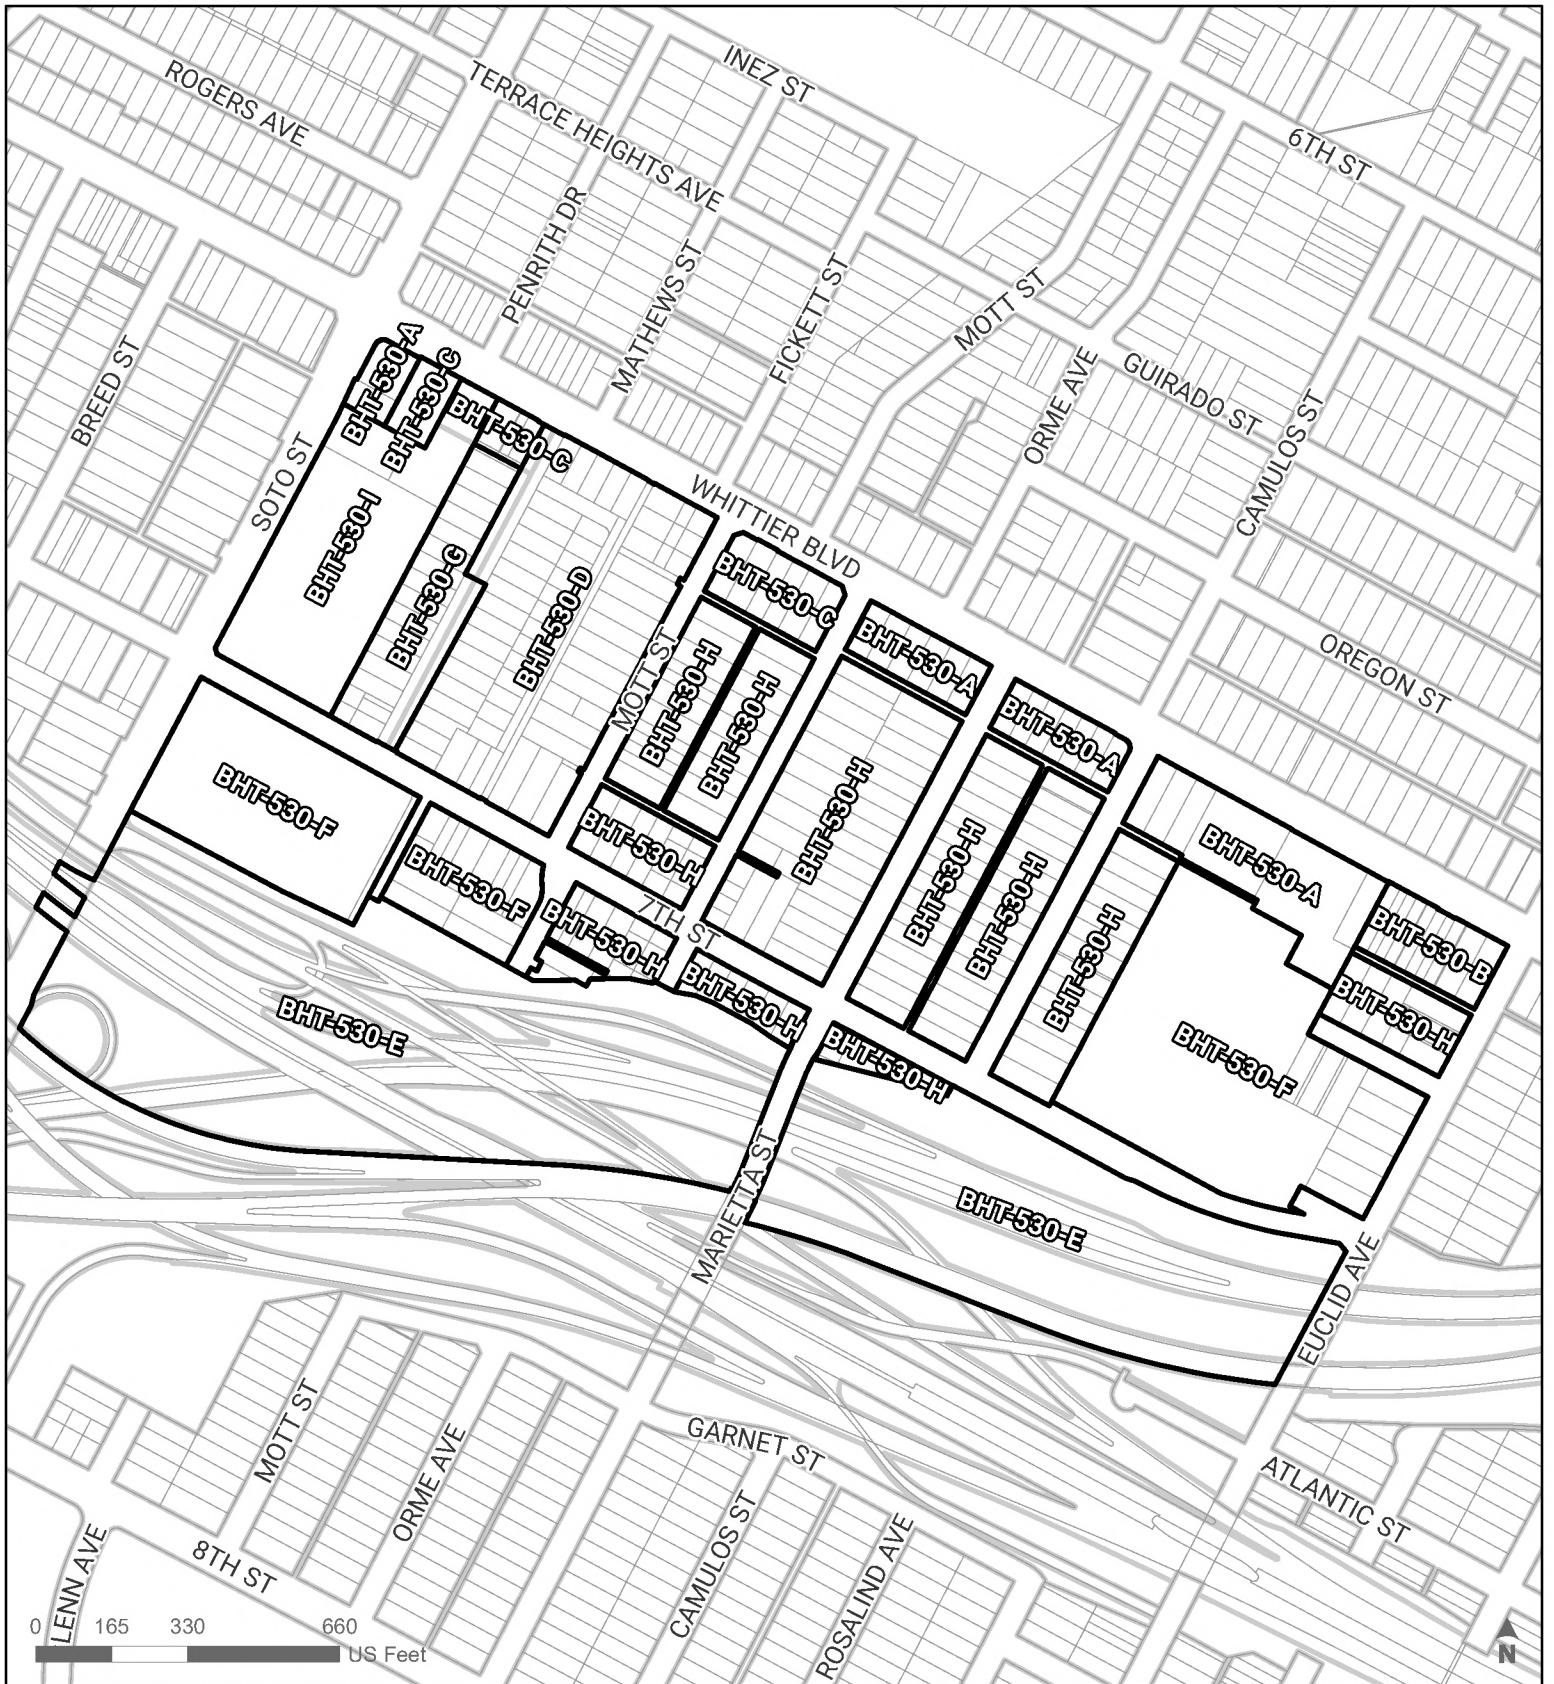 INEZ ST
ROGERS AVE
TERRACE HEIGHTS AVE
6TH ST
PENRITH DR
MATHEWS ST
FICKETT ST
MOTT ST
BREED ST
ORME AVE
GUIRADO ST
CAMULOS ST
SOTO ST
WHITTIER BLVD
OREGON ST
BHT-530-A
BHT-530-C
BHT-530-A
BHT-530-C
BHT-530-C
BHT-530-I
BHT-530-G
BHT-530-D
MOTT ST
BHT-530-C
BHT-530-H
BHT-530-H
BHT-530-A
BHT-530-A
BHT-530-H
BHT-530-H
BHT-530-H
BHT-530-H
BHT-530-A
BHT-530-B
BHT-530-H
BHT-530-F
BHT-530-F
BHT-530-F
BHT-530-H
BHT-530-H
7TH ST
BHT-530-H
BHT-530-H
BHT-530-E
BHT-530-E
MARIETTA ST
EUCLID AVE
GARNET ST
ATLANTIC ST
MOTT ST
ORME AVE
CAMULOS ST
ROSALIND AVE
8TH ST
LENN AVE
0 165 330 660
US Feet
N